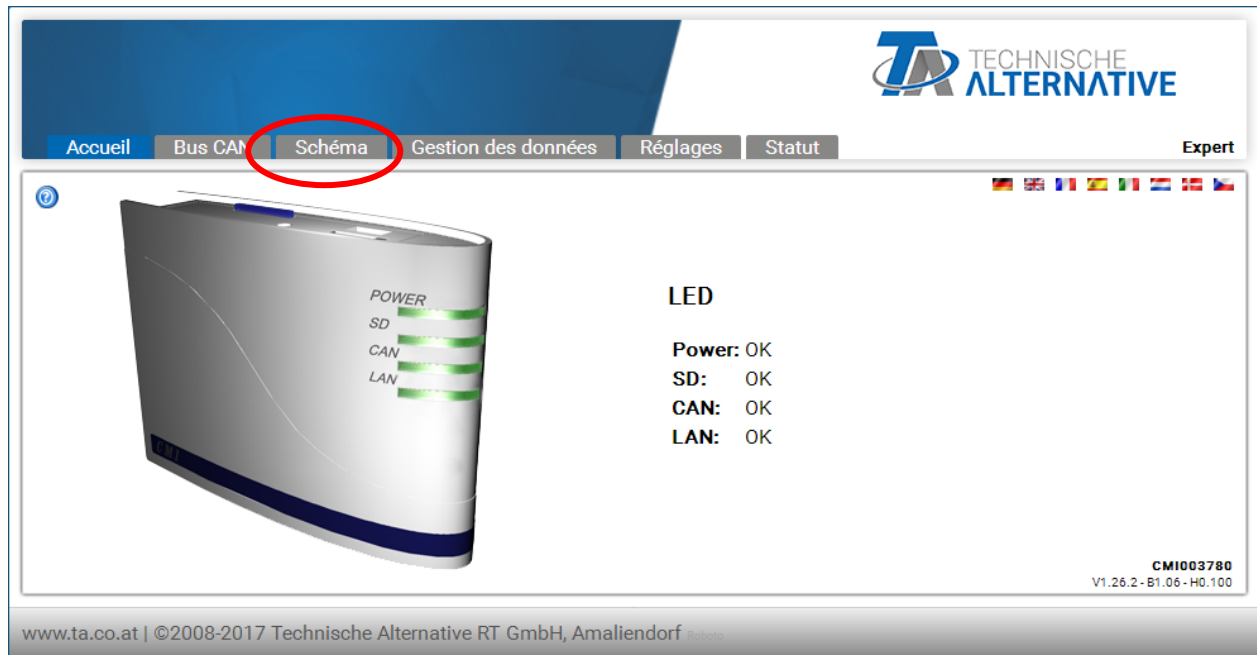 TECHNISCHE
ALTERNATIVE
Accueil Bus CAN Schéma Gestion des données Réglages Statut Expert
POWER
SD
CAN
LAN
CMI
LED
Power: OK
SD: OK
CAN: OK
LAN: OK
CMI003780
V1.26.2 - B1.06 - H0.100
www.ta.co.at | ©2008-2017 Technische Alternative RT GmbH, Amaliendorf Roboto